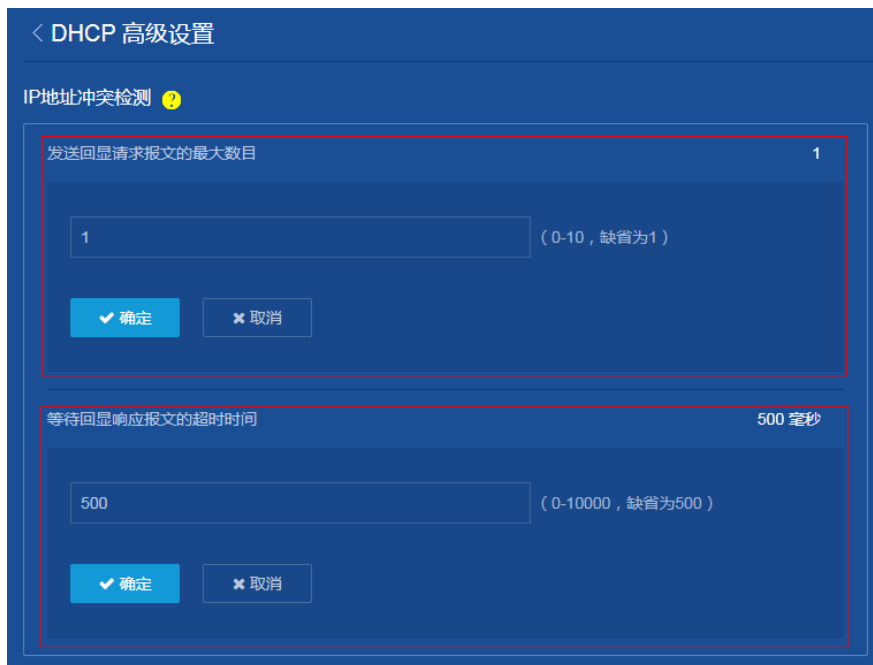 DHCP 高级设置
IP地址冲突检测 ?
发送回显请求报文的最大数目 1
1 （0-10，缺省为1）
确定 取消
等待回显响应报文的超时时间 500 毫秒
500 （0-10000，缺省为500）
确定 取消